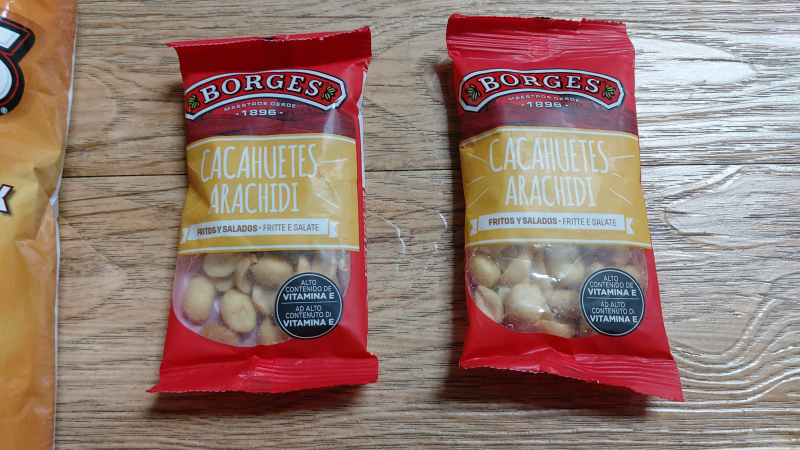 BORGES
MAESTROS DESDE
1896
CACAHUETES
ARACHIDI
FRITOS Y SALADOS • FRITTE E SALATE
ALTO
CONTENIDO DE
VITAMINA E
AD ALTO
CONTENUTO DI
VITAMINA E
BORGES
MAESTROS DESDE
1896
CACAHUETES
ARACHIDI
FRITOS Y SALADOS • FRITTE E SALATE
ALTO
CONTENIDO DE
VITAMINA E
AD ALTO
CONTENUTO DI
VITAMINA E